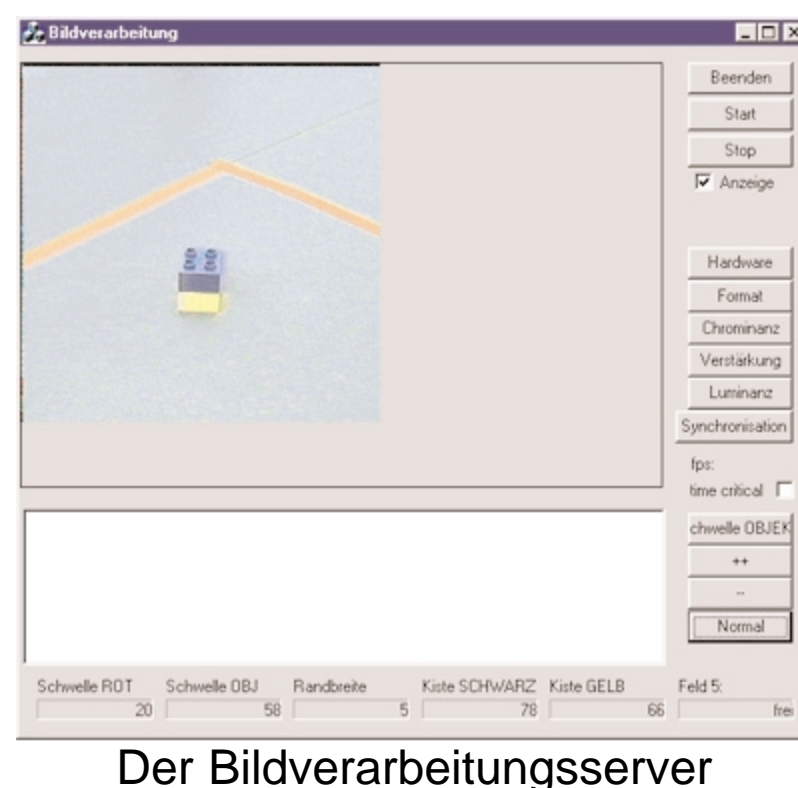 Bildverarbeitung
Beenden
Start
Stop
Anzeige
Hardware
Format
Chrominanz
Verstärkung
Luminanz
Synchronisation
fps:
time critical
chwelle OBJEK
++
--
Normal
Schwelle ROT Schwelle OBJ Randbreite Kiste SCHWARZ Kiste GELB Feld 5:
20 58 5 78 66 frei
Der Bildverarbeitungsserver